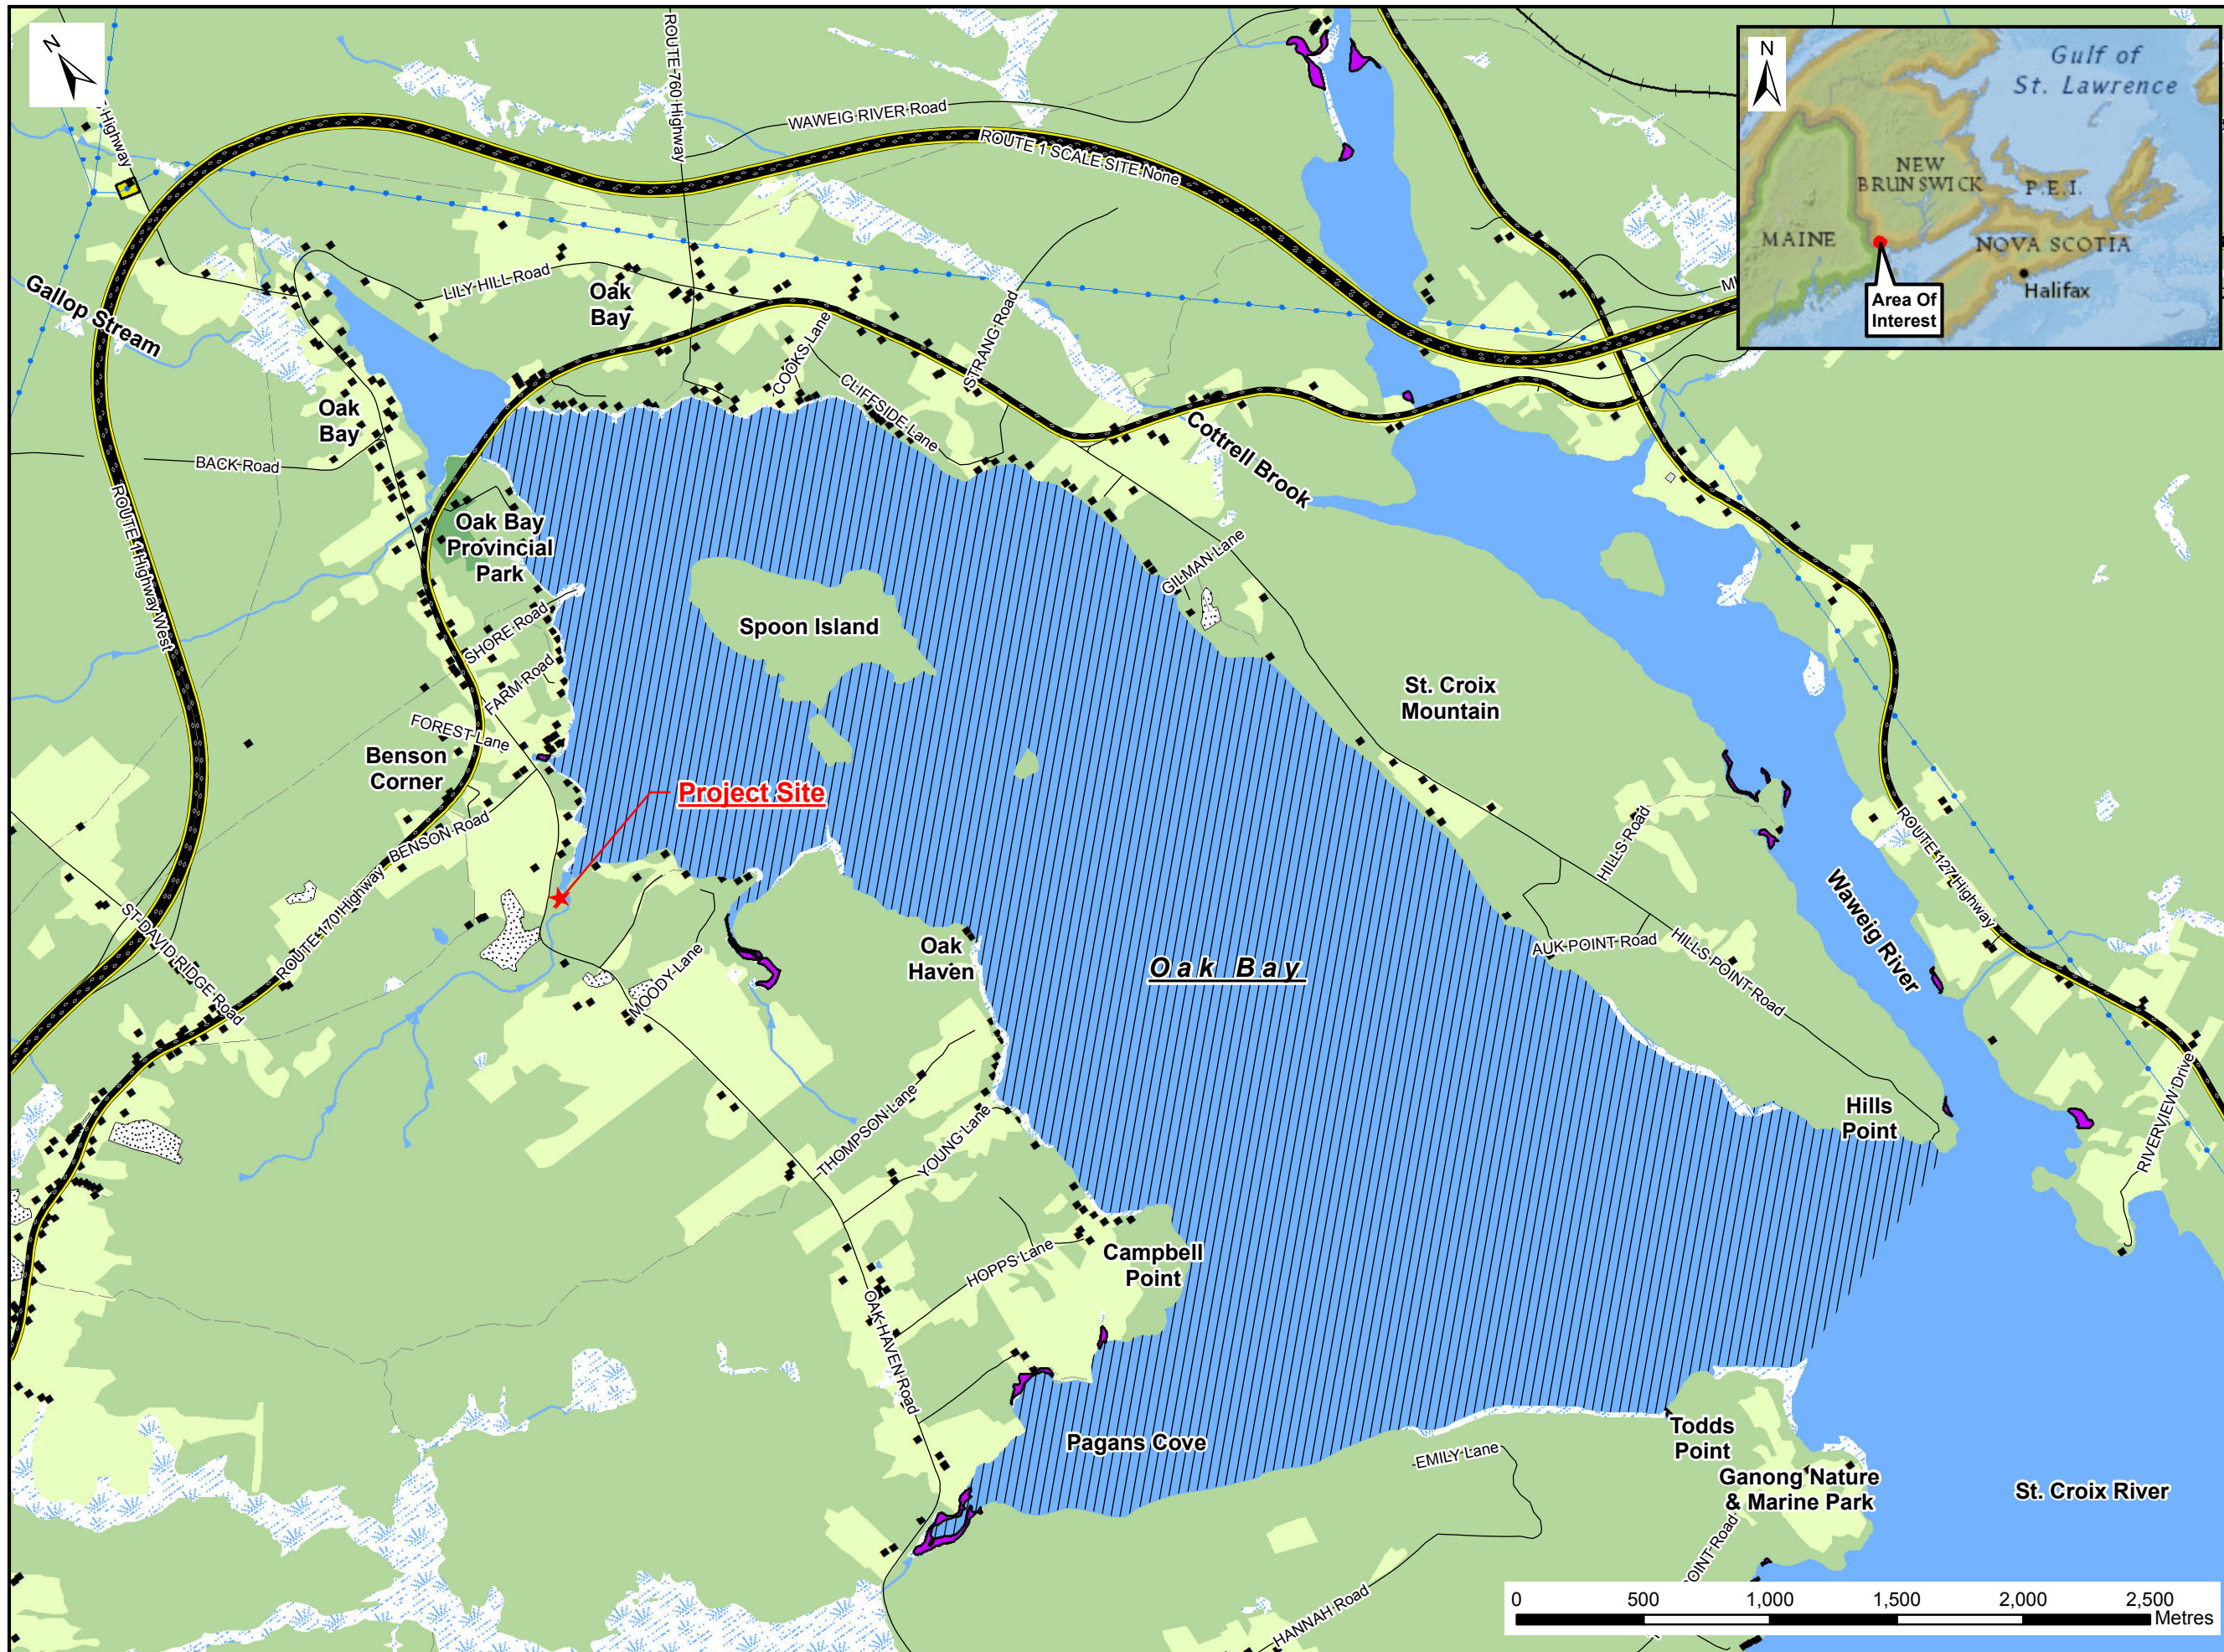 N
Highway
ROUTE 760 Highway
WAWEIG RIVER Road
ROUTE 1 SCALE SITE None
N
Gulf of
St. Lawrence
NEW
BRUNSWICK
P.E.I.
MAINE
NOVA SCOTIA
Halifax
Area Of
Interest
Gallop Stream
LILY HILL Road
Oak
Bay
COOKS Lane
STRANG Road
CLIFFSIDE Lane
Oak
Bay
BACK Road
Cottrell Brook
ROUTE 1 Highway West
Oak Bay
Provincial
Park
GILMAN Lane
SHORE Road
Spoon Island
FARM Road
FOREST Lane
St. Croix
Mountain
Benson
Corner
Project Site
BENSON Road
HILLS Road
ROUTE 127 Highway
ROUTE 170 Highway
Waweig River
ST DAVID RIDGE Road
Oak
Haven
Oak Bay
AUK POINT Road
HILLS POINT Road
MOODY Lane
Hills
Point
RIVERVIEW Drive
THOMPSON Lane
YOUNG Lane
HOPPS Lane
Campbell
Point
OAK HAVEN Road
Pagans Cove
EMILY Lane
Todds
Point
Ganong Nature
& Marine Park
St. Croix River
POINT Road
HANNAH Road
0 500 1,000 1,500 2,000 2,500
Metres